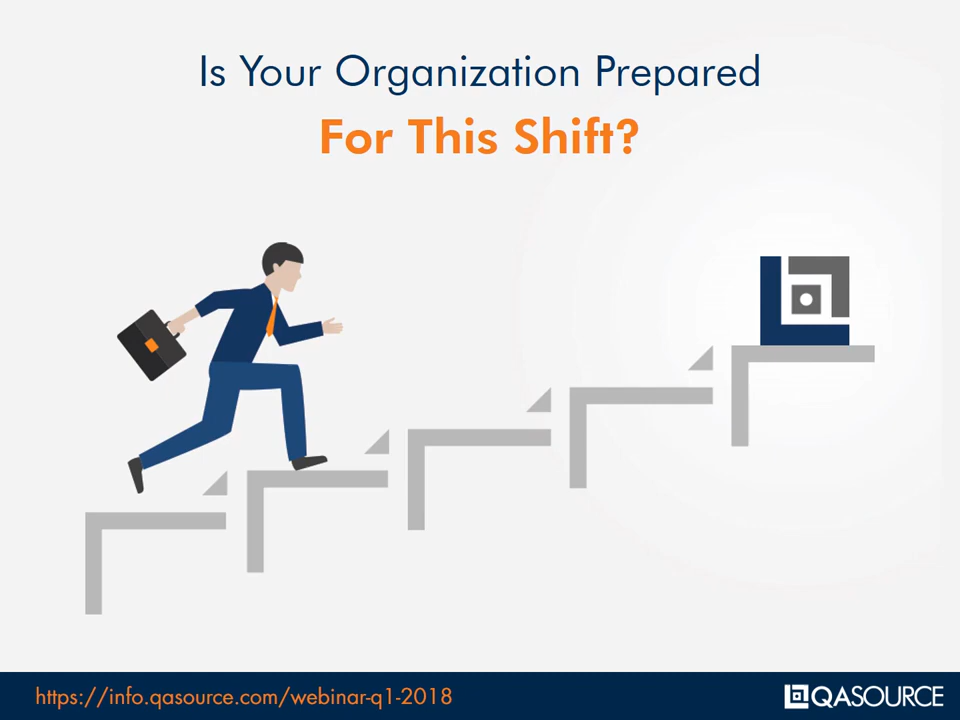 Is Your Organization Prepared
For This Shift?
https://info.qasource.com/webinar-q1-2018
QASOURCE